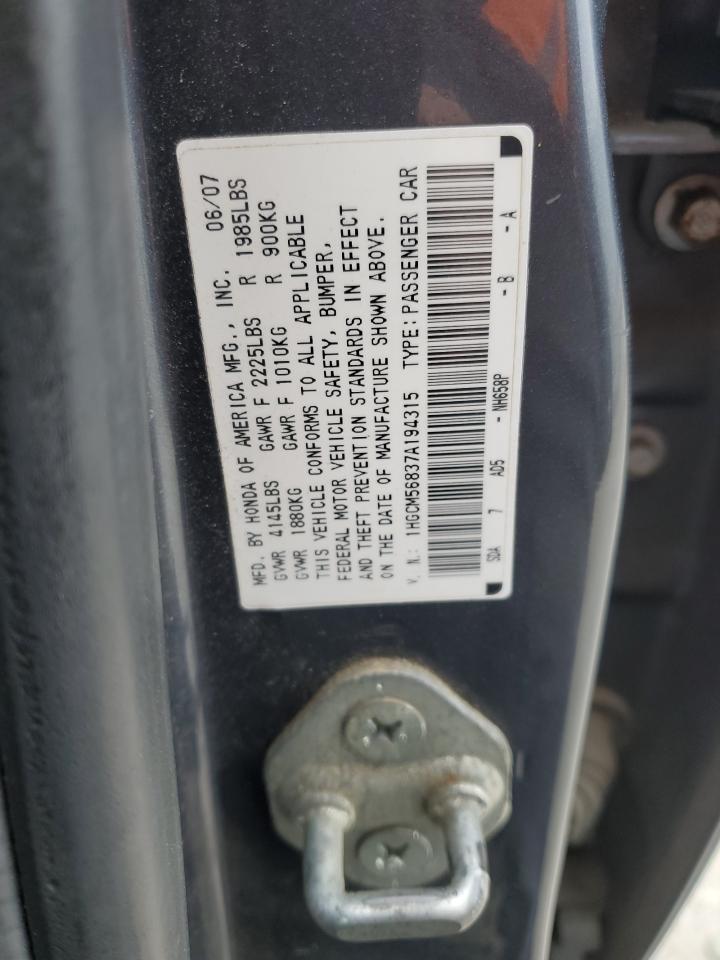 MFD. BY HONDA OF AMERICA MFG., INC. 06/07
GVWR 4145LBS GAWR F 2225LBS R 1985LBS
GVWR 1880KG GAWR F 1010KG R 900KG
THIS VEHICLE CONFORMS TO ALL APPLICABLE
FEDERAL MOTOR VEHICLE SAFETY, BUMPER,
AND THEFT PREVENTION STANDARDS IN EFFECT
ON THE DATE OF MANUFACTURE SHOWN ABOVE.
V. N.: 1HGCM56837A194315 TYPE: PASSENGER CAR
SDA 7 AD5 - NH658P - B - A